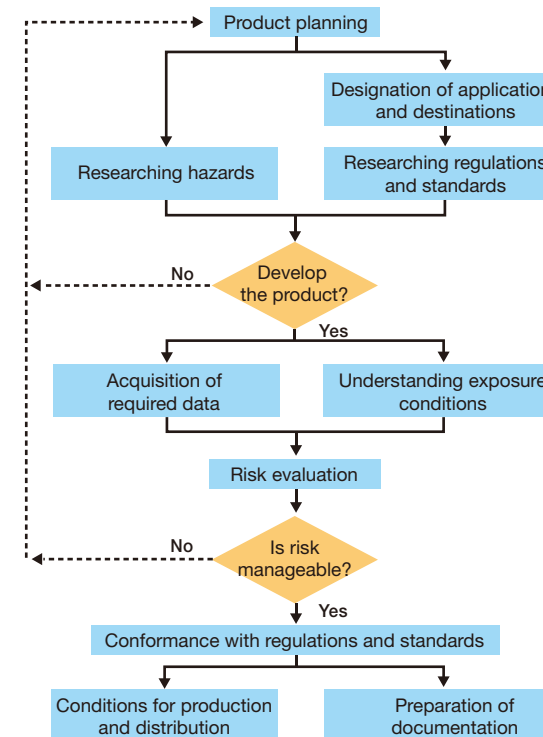 Product planning
Designation of application
and destinations
Researching hazards
Researching regulations
and standards
No
Develop
the product?
Yes
Acquisition of
required data
Understanding exposure
conditions
Risk evaluation
No
Is risk
manageable?
Yes
Conformance with regulations and standards
Conditions for production
and distribution
Preparation of
documentation